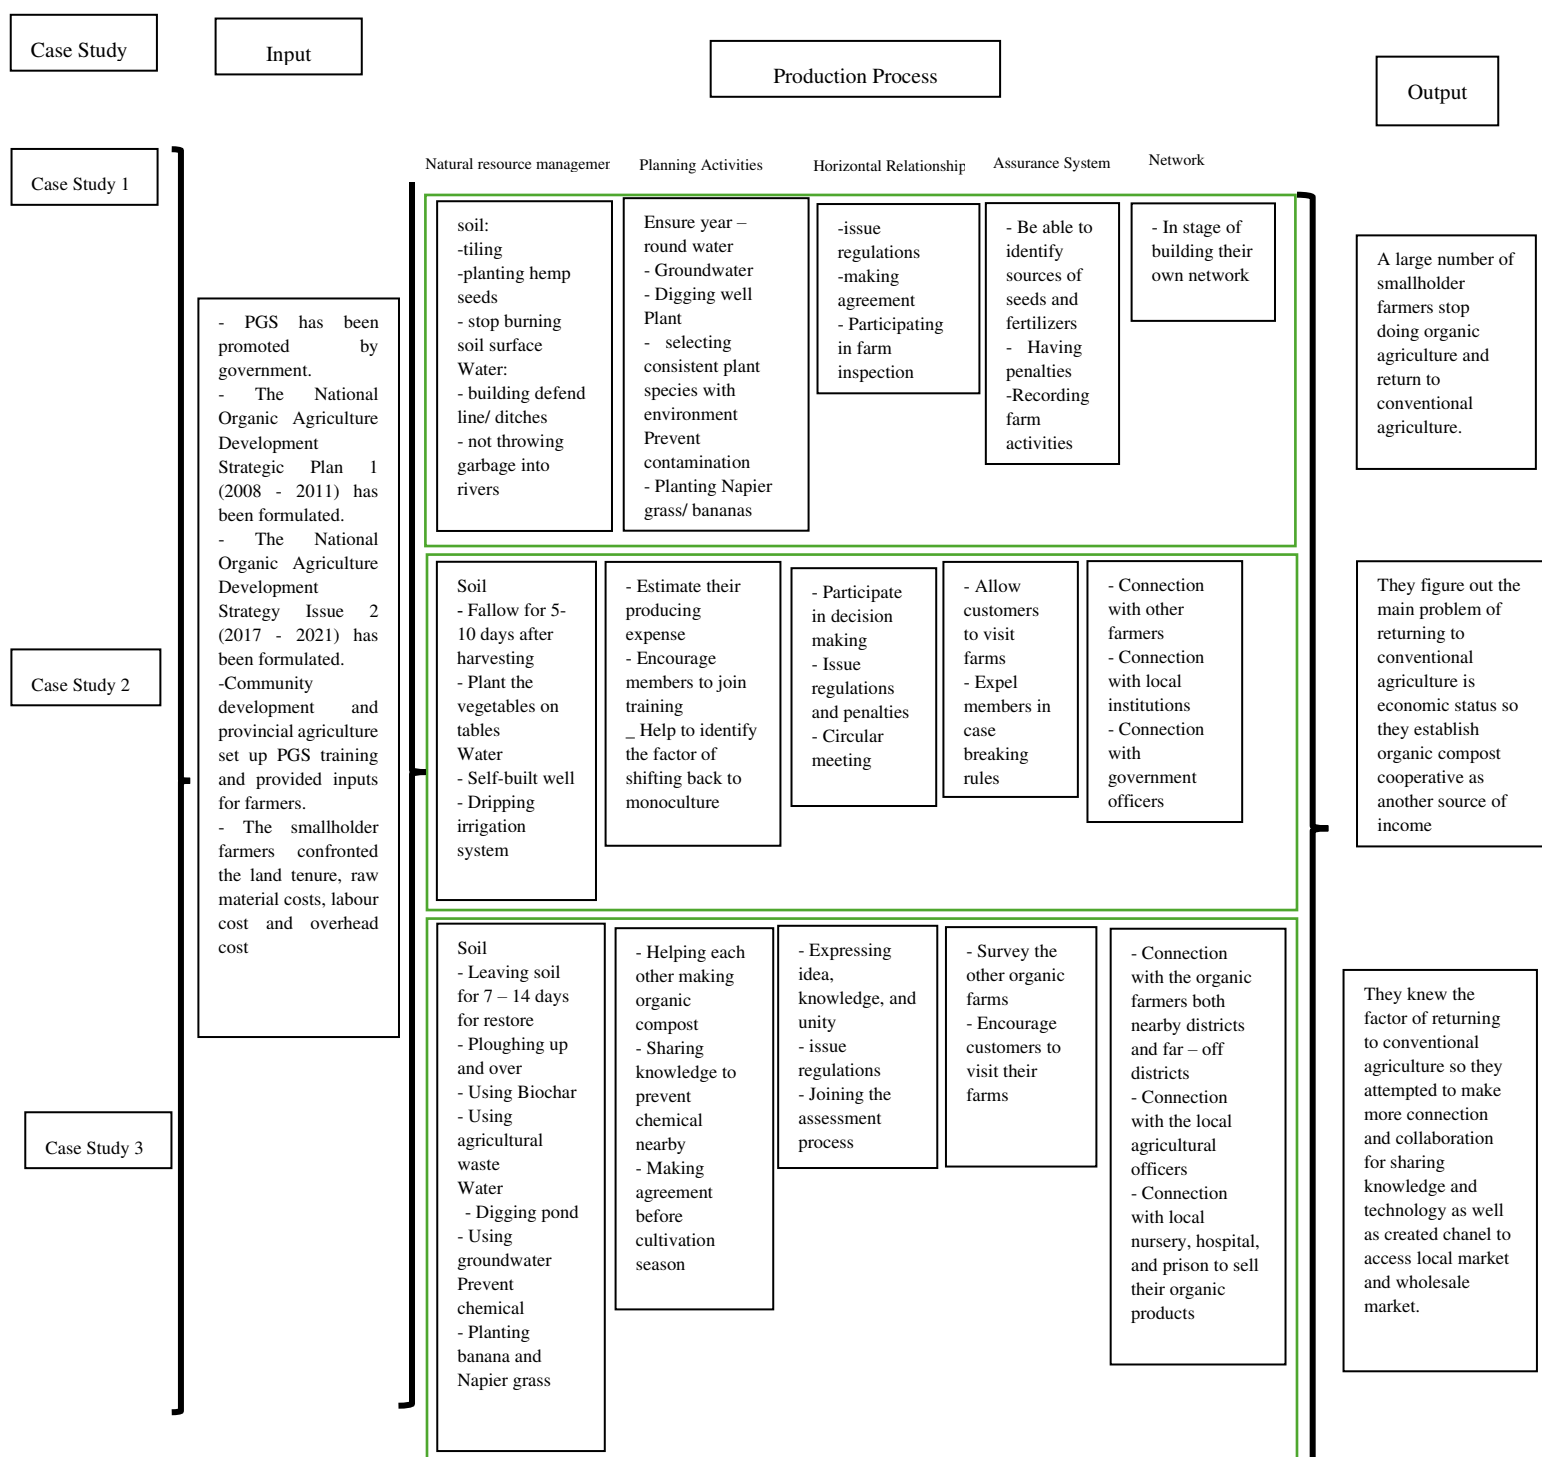 Case Study
Input
Production Process
Output
Case Study 1
Case Study 2
Case Study 3
- PGS has been
promoted by
government.
- The National
Organic Agriculture
Development
Strategic Plan 1
(2008 - 2011) has
been formulated.
- The National
Organic Agriculture
Development
Strategy Issue 2
(2017 - 2021) has
been formulated.
-Community
development and
provincial agriculture
set up PGS training
and provided inputs
for farmers.
- The smallholder
farmers confronted
the land tenure, raw
material costs, labour
cost and overhead
cost
Natural resource managemer
Planning Activities
Horizontal Relationship
Assurance System
Network
soil:
-tiling
-planting hemp
seeds
- stop burning
soil surface
Water:
- building defend
line/ ditches
- not throwing
garbage into
rivers
Ensure year –
round water
- Groundwater
- Digging well
Plant
- selecting
consistent plant
species with
environment
Prevent
contamination
- Planting Napier
grass/ bananas
-issue
regulations
-making
agreement
- Participating
in farm
inspection
- Be able to
identify
sources of
seeds and
fertilizers
- Having
penalties
-Recording
farm
activities
- In stage of
building their
own network
A large number of
smallholder
farmers stop
doing organic
agriculture and
return to
conventional
agriculture.
Soil
- Fallow for 5-
10 days after
harvesting
- Plant the
vegetables on
tables
Water
- Self-built well
- Dripping
irrigation
system
- Estimate their
producing
expense
- Encourage
members to join
training
_ Help to identify
the factor of
shifting back to
monoculture
- Participate
in decision
making
- Issue
regulations
and penalties
- Circular
meeting
- Allow
customers
to visit
farms
- Expel
members in
case
breaking
rules
- Connection
with other
farmers
- Connection
with local
institutions
- Connection
with
government
officers
They figure out the
main problem of
returning to
conventional
agriculture is
economic status so
they establish
organic compost
cooperative as
another source of
income
Soil
- Leaving soil
for 7 – 14 days
for restore
- Ploughing up
and over
- Using Biochar
- Using
agricultural
waste
Water
- Digging pond
- Using
groundwater
Prevent
chemical
- Planting
banana and
Napier grass
- Helping each
other making
organic
compost
- Sharing
knowledge to
prevent
chemical
nearby
- Making
agreement
before
cultivation
season
- Expressing
idea,
knowledge, and
unity
- issue
regulations
- Joining the
assessment
process
- Survey the
other organic
farms
- Encourage
customers to
visit their
farms
- Connection
with the organic
farmers both
nearby districts
and far – off
districts
- Connection
with the local
agricultural
officers
- Connection
with local
nursery, hospital,
and prison to sell
their organic
products
They knew the
factor of returning
to conventional
agriculture so they
attempted to make
more connection
and collaboration
for sharing
knowledge and
technology as well
as created chanel to
access local market
and wholesale
market.